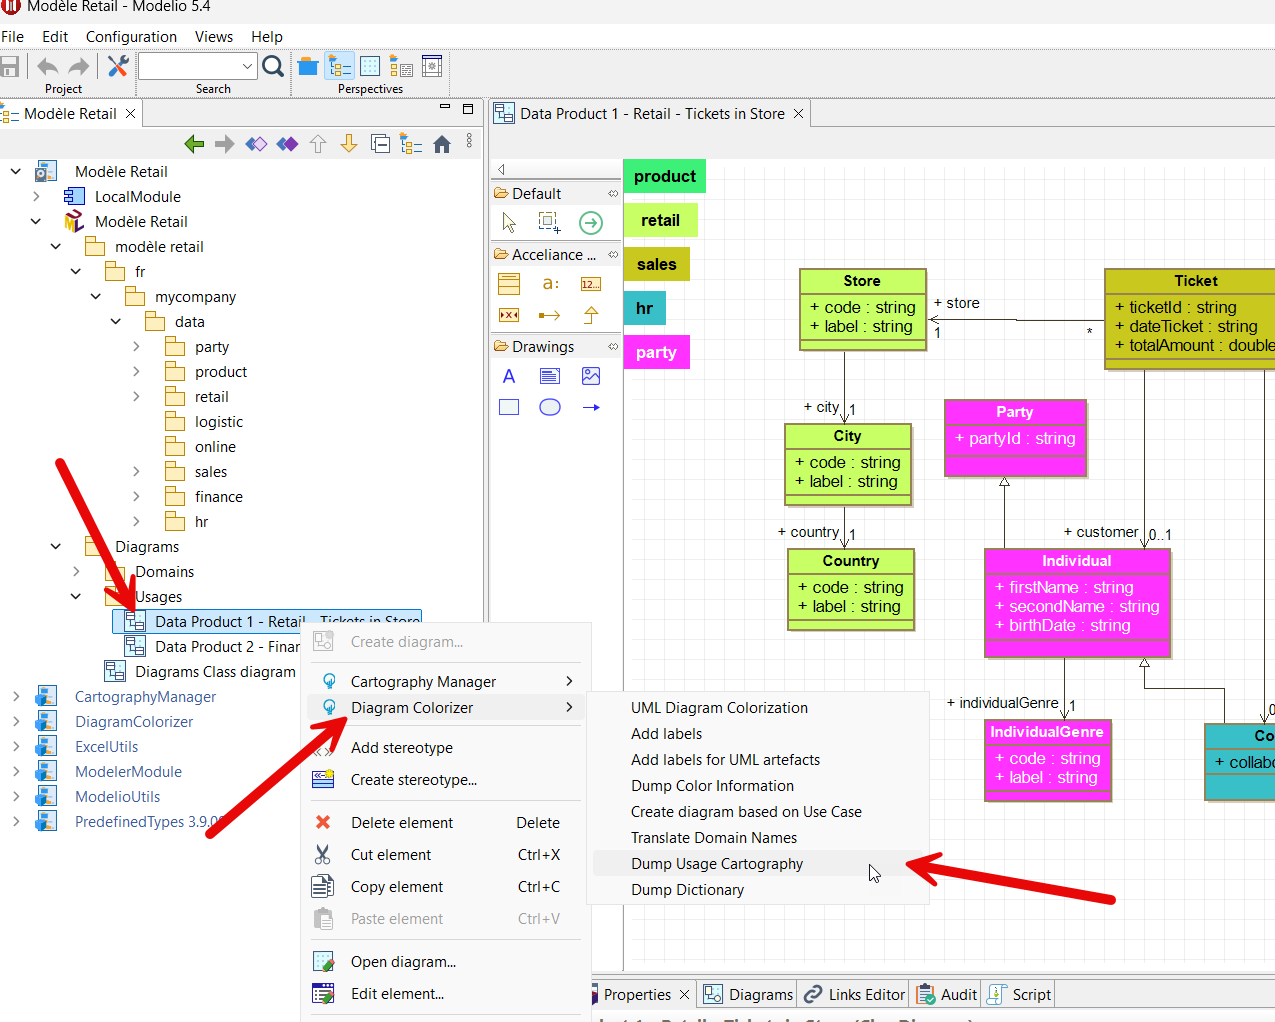 Modèle Retail - Modelio 5.4
File Edit Configuration Views Help
Project Search Perspectives
Modèle Retail
Data Product 1 - Retail - Tickets in Store
Modèle Retail
LocalModule
Modèle Retail
modèle retail
fr
mycompany
data
party
product
retail
logistic
online
sales
finance
hr
Diagrams
Domains
Usages
Data Product 1 - Retail - Tickets in Store
Data Product 2 - Finan
Diagrams Class diagram
CartographyManager
DiagramColorizer
ExcelUtils
ModelerModule
ModelioUtils
PredefinedTypes 3.9.0
Default
Acceliance ...
a:
12...
Drawings
A
product
retail
sales
hr
party
Store
+ code : string
+ label : string
+ store
1
*
Ticket
+ ticketId : string
+ dateTicket : string
+ totalAmount : double
+ city
1
City
+ code : string
+ label : string
Party
+ partyId : string
+ country
1
+ customer
0..1
Country
+ code : string
+ label : string
Individual
+ firstName : string
+ secondName : string
+ birthDate : string
+ individualGenre
1
IndividualGenre
+ code : string
+ label : string
Co
+ collabo
Create diagram...
Cartography Manager
Diagram Colorizer
Add stereotype
Create stereotype...
Delete element Delete
Cut element Ctrl+X
Copy element Ctrl+C
Paste element Ctrl+V
Open diagram...
Edit element...
UML Diagram Colorization
Add labels
Add labels for UML artefacts
Dump Color Information
Create diagram based on Use Case
Translate Domain Names
Dump Usage Cartography
Dump Dictionary
Properties Diagrams Links Editor Audit Script